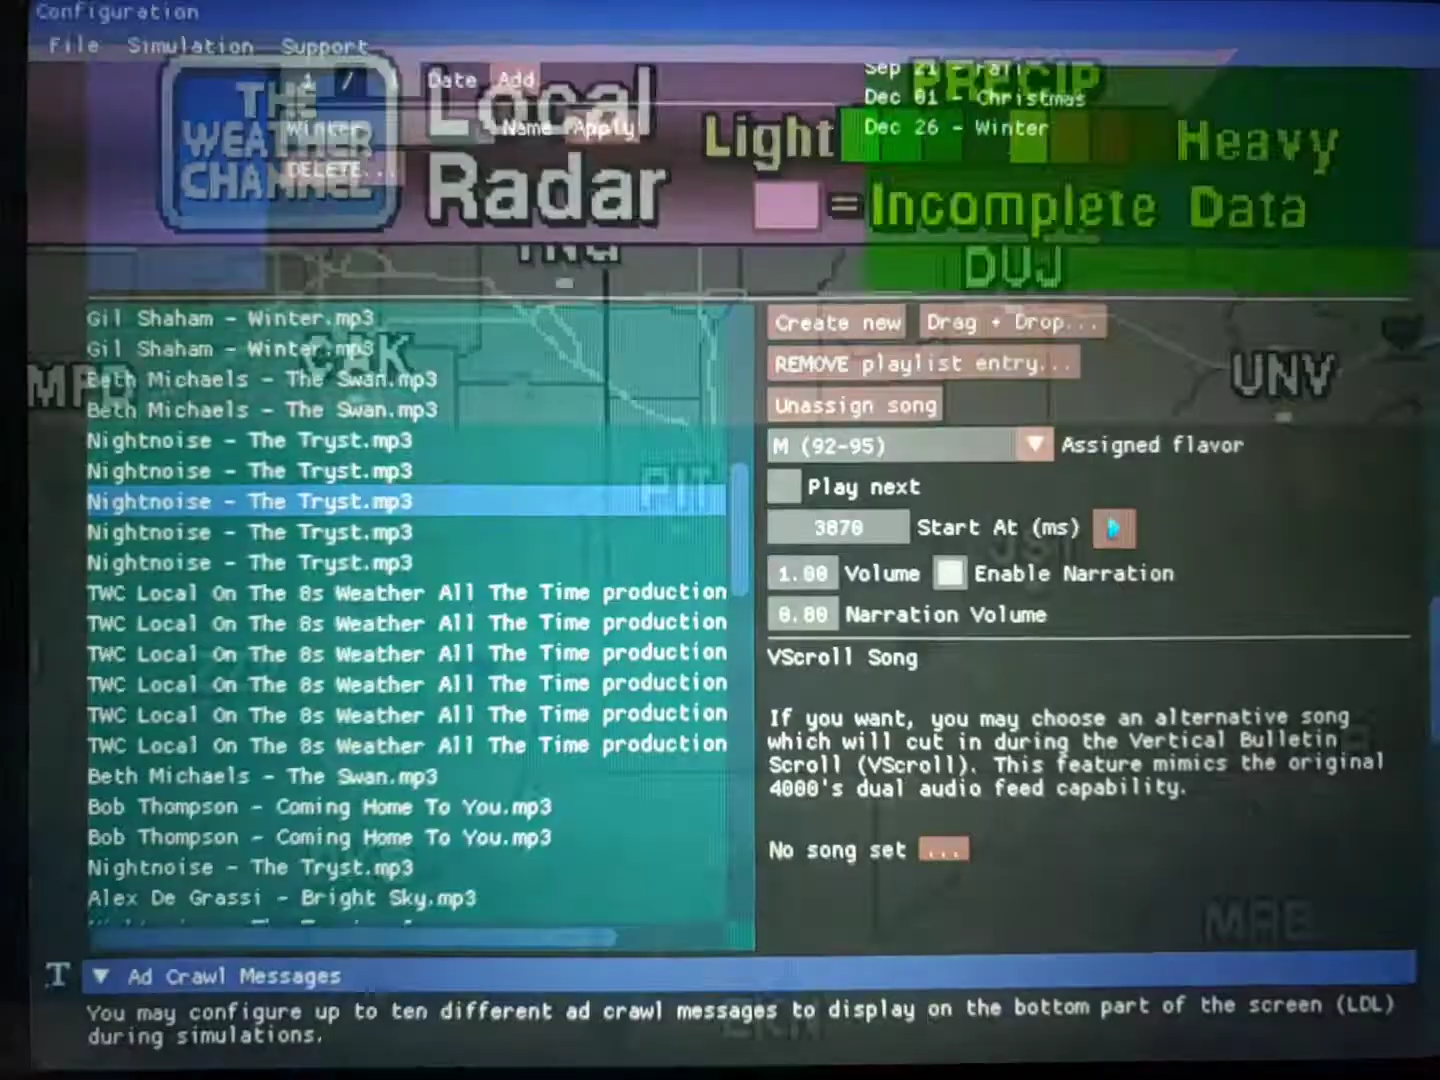 Configuration
File Simulation Support
1 / 1 Date Add
Winter Name Apply
DELETE...
THE WEATHER CHANNEL
Local Radar
Sep 21 - Fall
Dec 01 - Christmas
Dec 26 - Winter
PRECIP
Light Heavy
= Incomplete Data
DUJ
CAK
UNV
PIT
JST
MRB
EKN
Gil Shaham - Winter.mp3
Gil Shaham - Winter.mp3
Beth Michaels - The Swan.mp3
Beth Michaels - The Swan.mp3
Nightnoise - The Tryst.mp3
Nightnoise - The Tryst.mp3
Nightnoise - The Tryst.mp3
Nightnoise - The Tryst.mp3
Nightnoise - The Tryst.mp3
TWC Local On The 8s Weather All The Time production
TWC Local On The 8s Weather All The Time production
TWC Local On The 8s Weather All The Time production
TWC Local On The 8s Weather All The Time production
TWC Local On The 8s Weather All The Time production
TWC Local On The 8s Weather All The Time production
Beth Michaels - The Swan.mp3
Bob Thompson - Coming Home To You.mp3
Bob Thompson - Coming Home To You.mp3
Nightnoise - The Tryst.mp3
Alex De Grassi - Bright Sky.mp3
Create new Drag + Drop...
REMOVE playlist entry...
Unassign song
M (92-95) Assigned flavor
Play next
3870 Start At (ms)
1.00 Volume Enable Narration
0.80 Narration Volume
VScroll Song
If you want, you may choose an alternative song
which will cut in during the Vertical Bulletin
Scroll (VScroll). This feature mimics the original
4000's dual audio feed capability.
No song set ...
Ad Crawl Messages
You may configure up to ten different ad crawl messages to display on the bottom part of the screen (LDL)
during simulations.